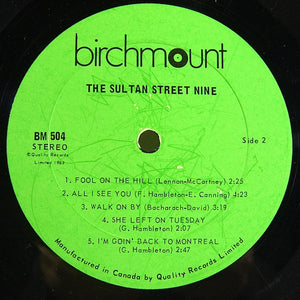 birchmount
THE SULTAN STREET NINE
BM 504
STEREO
©Quality Records
Limited 1969
Side 2
1. FOOL ON THE HILL (Lennon-McCartney) 2:25
2. ALL I SEE YOU (F. Hambleton-E. Canning) 4:23
3. WALK ON BY (Bacharach-David) 3:19
4. SHE LEFT ON TUESDAY
(G. Hambleton) 2:07
5. I'M GOIN' BACK TO MONTREAL
(G. Hambleton) 2:47
Manufactured in Canada by Quality Records Limited